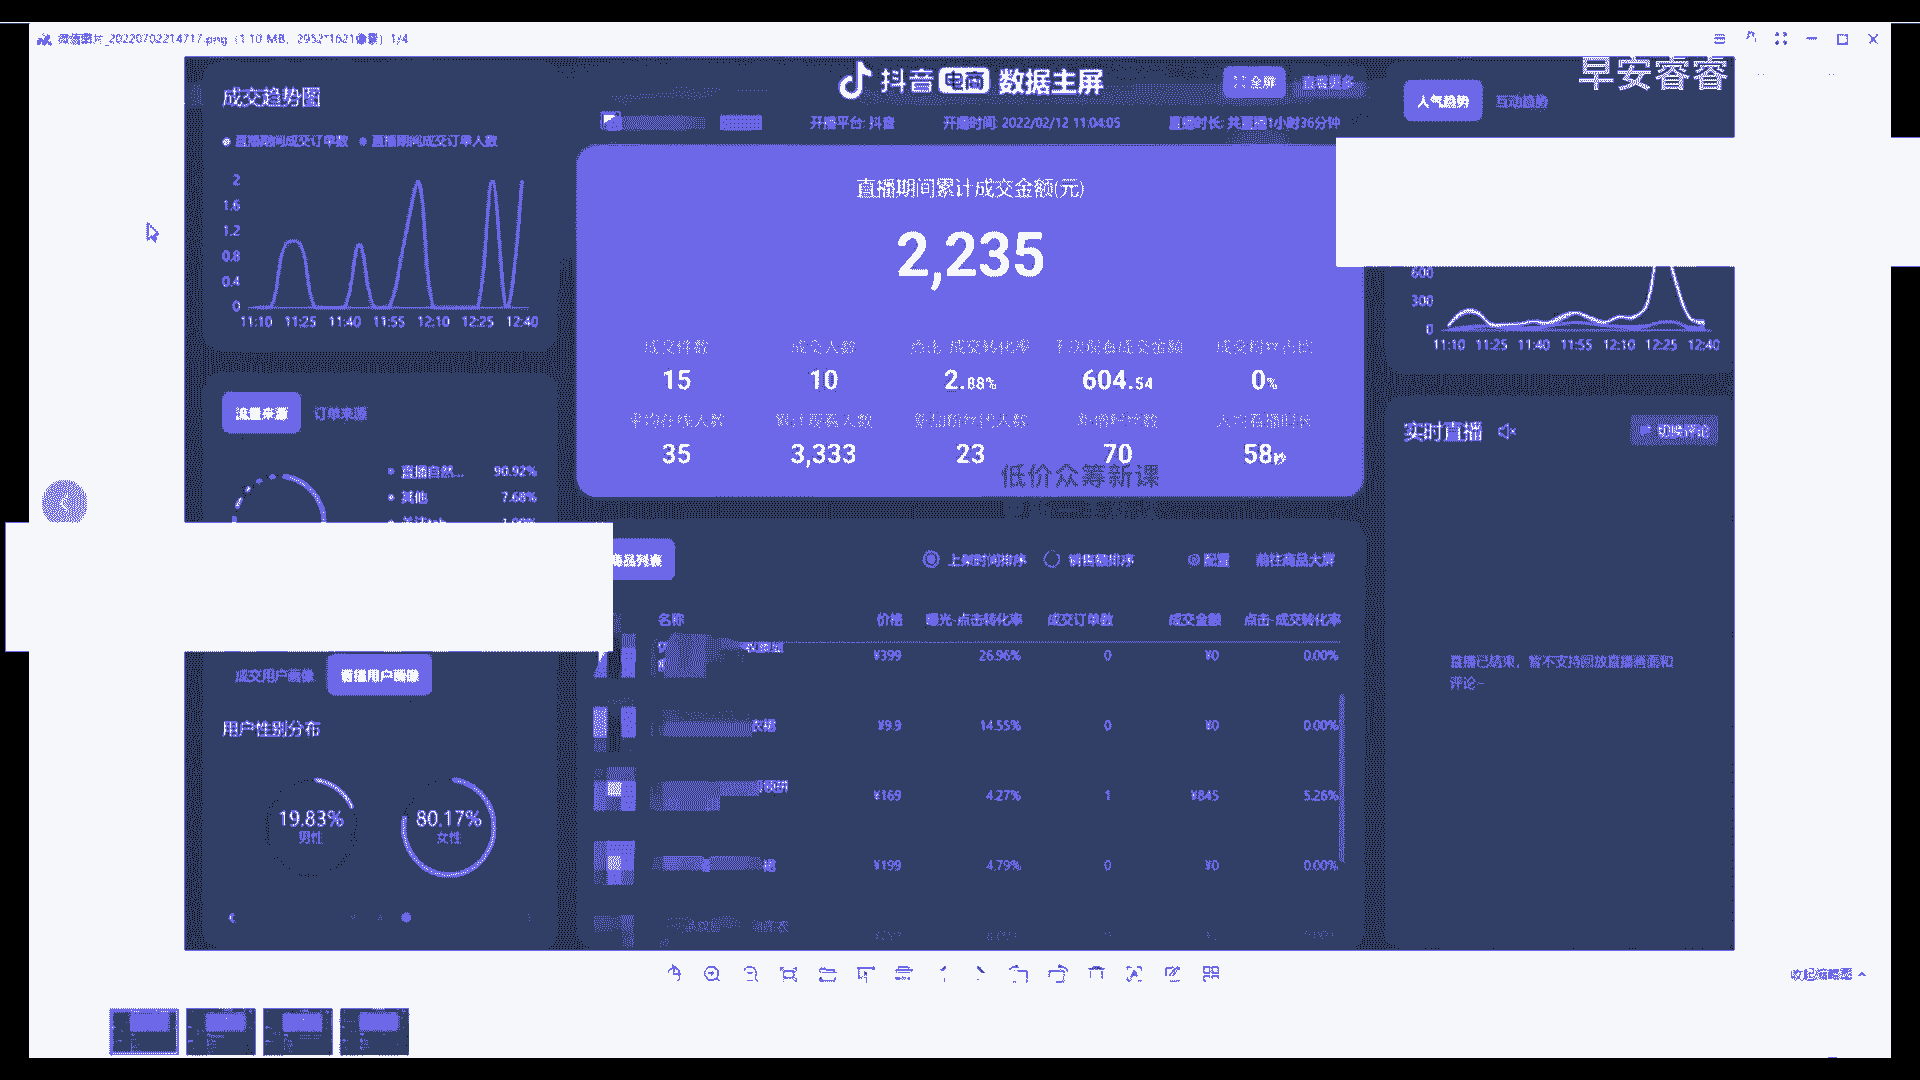 微信图片_20220702214717.png (1.10 MB, 2952*1621像素) 1/4
早安睿睿
抖音 电商 数据主屏
全屏
查看更多
开播平台: 抖音
开播时间: 2022/02/12 11:04:05
直播时长: 共直播1小时36分钟
成交趋势图
直播期间成交订单数
直播期间成交订单人数
2
1.6
1.2
0.8
0.4
0
11:10 11:25 11:40 11:55 12:10 12:25 12:40
直播期间累计成交金额(元)
2,235
成交件数 成交人数 点击-成交转化率 千次观看成交金额 成交粉丝占比
15 10 2.88% 604.54 0%
平均在线人数 累计观看人数 新加粉丝团人数 新增粉丝数 人均看播时长
35 3,333 23 70 58秒
低价众筹新课
人气趋势 互动趋势
600
300
0
11:10 11:25 11:40 11:55 12:10 12:25 12:40
流量来源 订单来源
直播自然... 90.92%
其他 7.68%
成交用户画像 看播用户画像
用户性别分布
19.83%
男性
80.17%
女性
商品列表
上架时间排序 销售额排序 配置 前往商品大屏
名称 价格 曝光-点击转化率 成交订单数 成交金额 点击-成交转化率
¥399 26.96% 0 ¥0 0.00%
衣裙 ¥9.9 14.55% 0 ¥0 0.00%
¥169 4.27% 1 ¥845 5.26%
裙 ¥199 4.79% 0 ¥0 0.00%
实时直播
切换评论
直播已结束，暂不支持回放直播画面和
评论~
收起缩略图